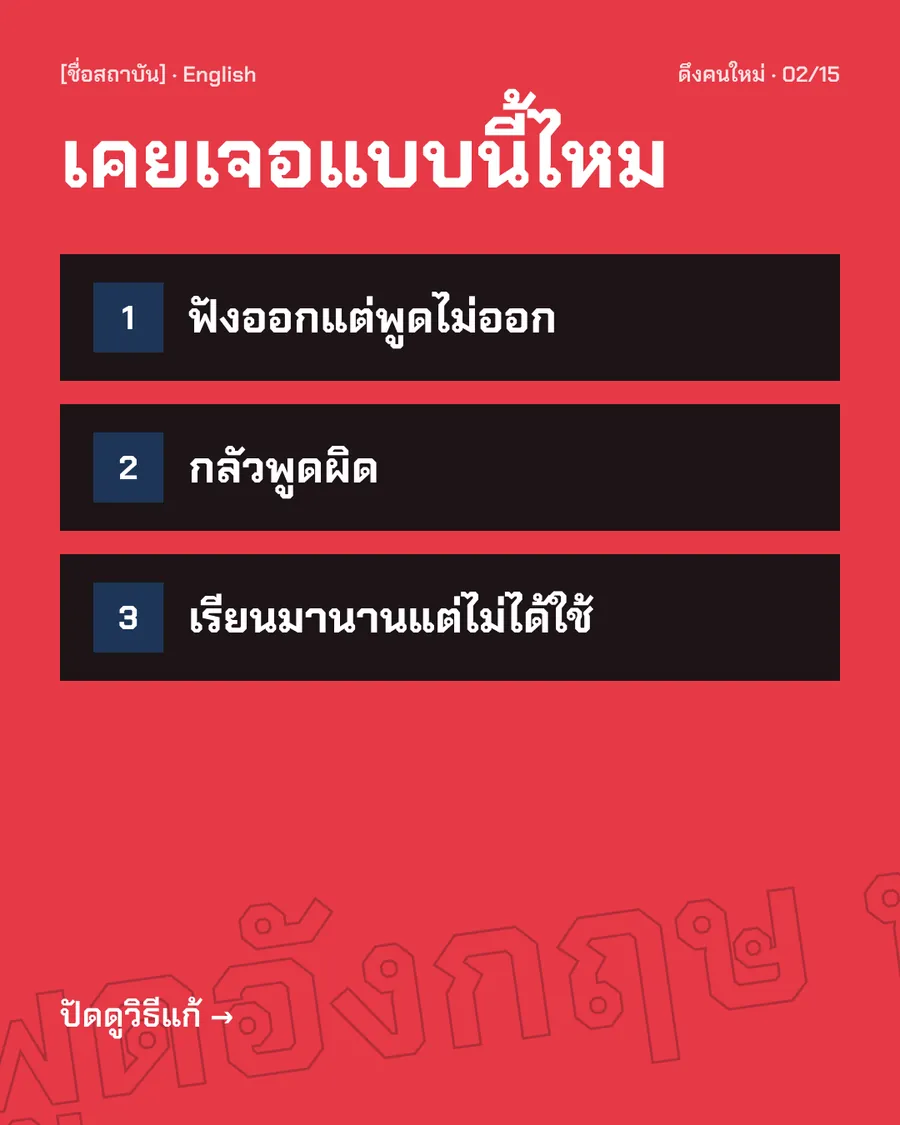 [ชื่อสถาบัน] · English
ดึงคนใหม่ · 02/15
เคยเจอแบบนี้ไหม
1 ฟังออกแต่พูดไม่ออก
2 กลัวพูดผิด
3 เรียนมานานแต่ไม่ได้ใช้
พูดอังกฤษ
ปัดดูวิธีแก้ →